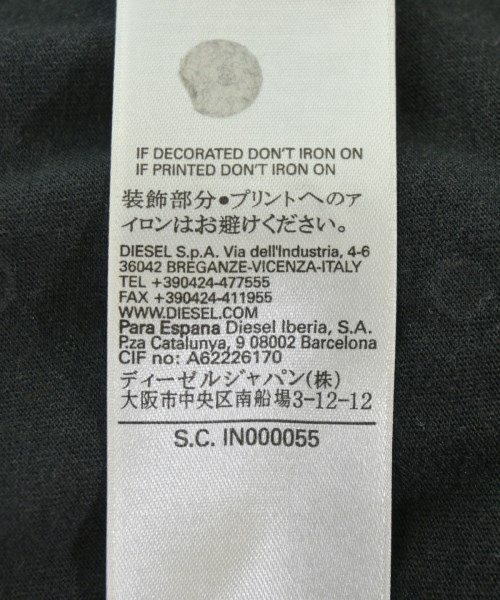 IF DECORATED DON'T IRON ON
IF PRINTED DON'T IRON ON
装飾部分●プリントへのア
イロンはお避けください。
DIESEL S.p.A. Via dell'Industria, 4-6
36042 BREGANZE-VICENZA-ITALY
TEL +390424-477555
FAX +390424-411955
WWW.DIESEL.COM
Para Espana Diesel Iberia, S.A.
P.za Catalunya, 9 08002 Barcelona
CIF no: A62226170
ディーゼルジャパン(株)
大阪市中央区南船場3-12-12
S.C. IN000055